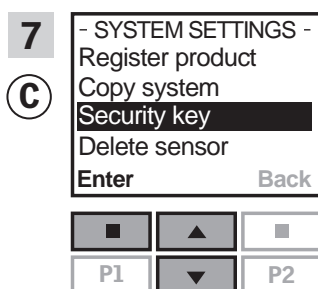 7
C
- SYSTEM SETTINGS -
Register product
Copy system
Security key
Delete sensor
Enter Back
P1 P2